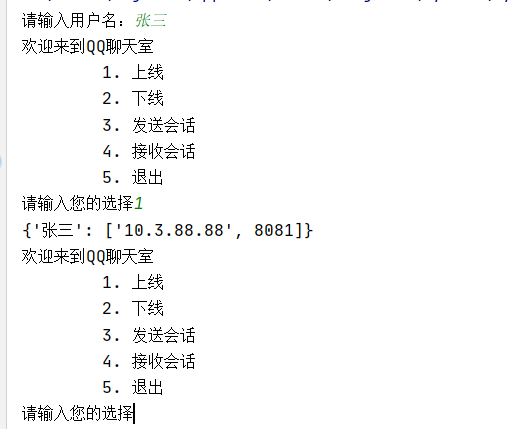 请输入用户名：张三
欢迎来到QQ聊天室
1. 上线
2. 下线
3. 发送会话
4. 接收会话
5. 退出
请输入您的选择1
{'张三': ['10.3.88.88', 8081]}
欢迎来到QQ聊天室
1. 上线
2. 下线
3. 发送会话
4. 接收会话
5. 退出
请输入您的选择